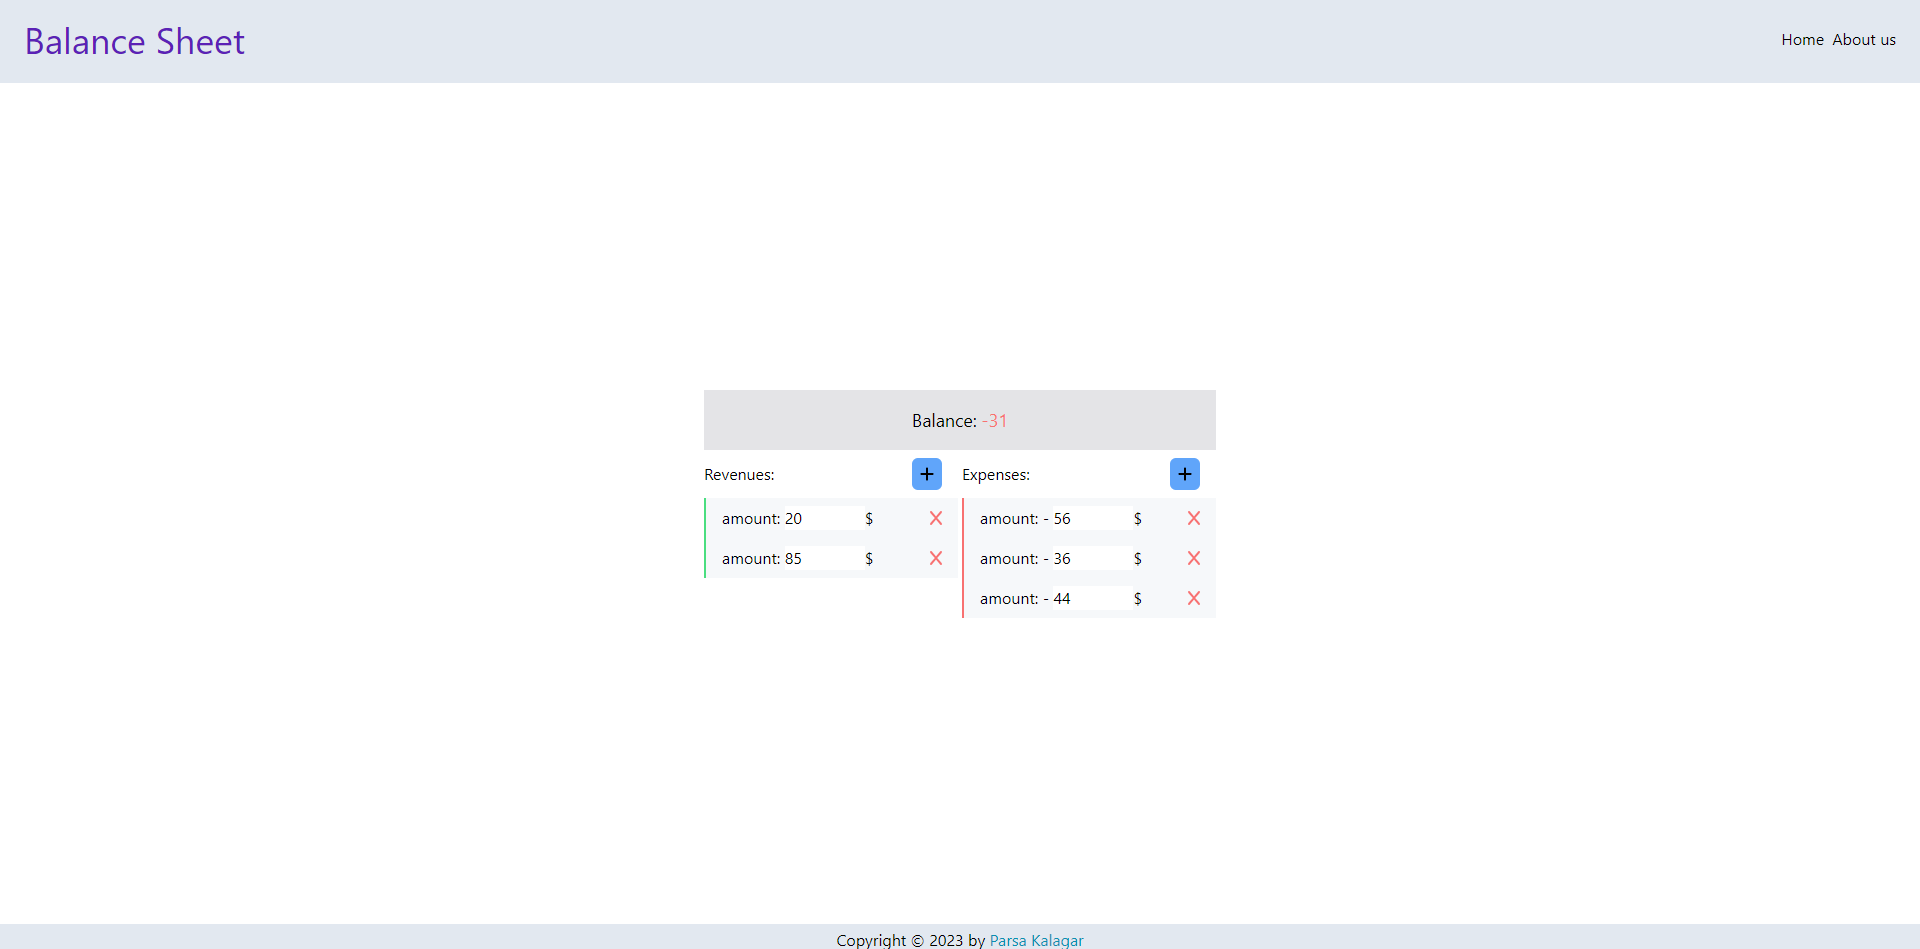 Balance Sheet
Home About us
Balance: -31
Revenues:
amount: 20 $
amount: 85 $
Expenses:
amount: - 56 $
amount: - 36 $
amount: - 44 $
Copyright © 2023 by Parsa Kalagar